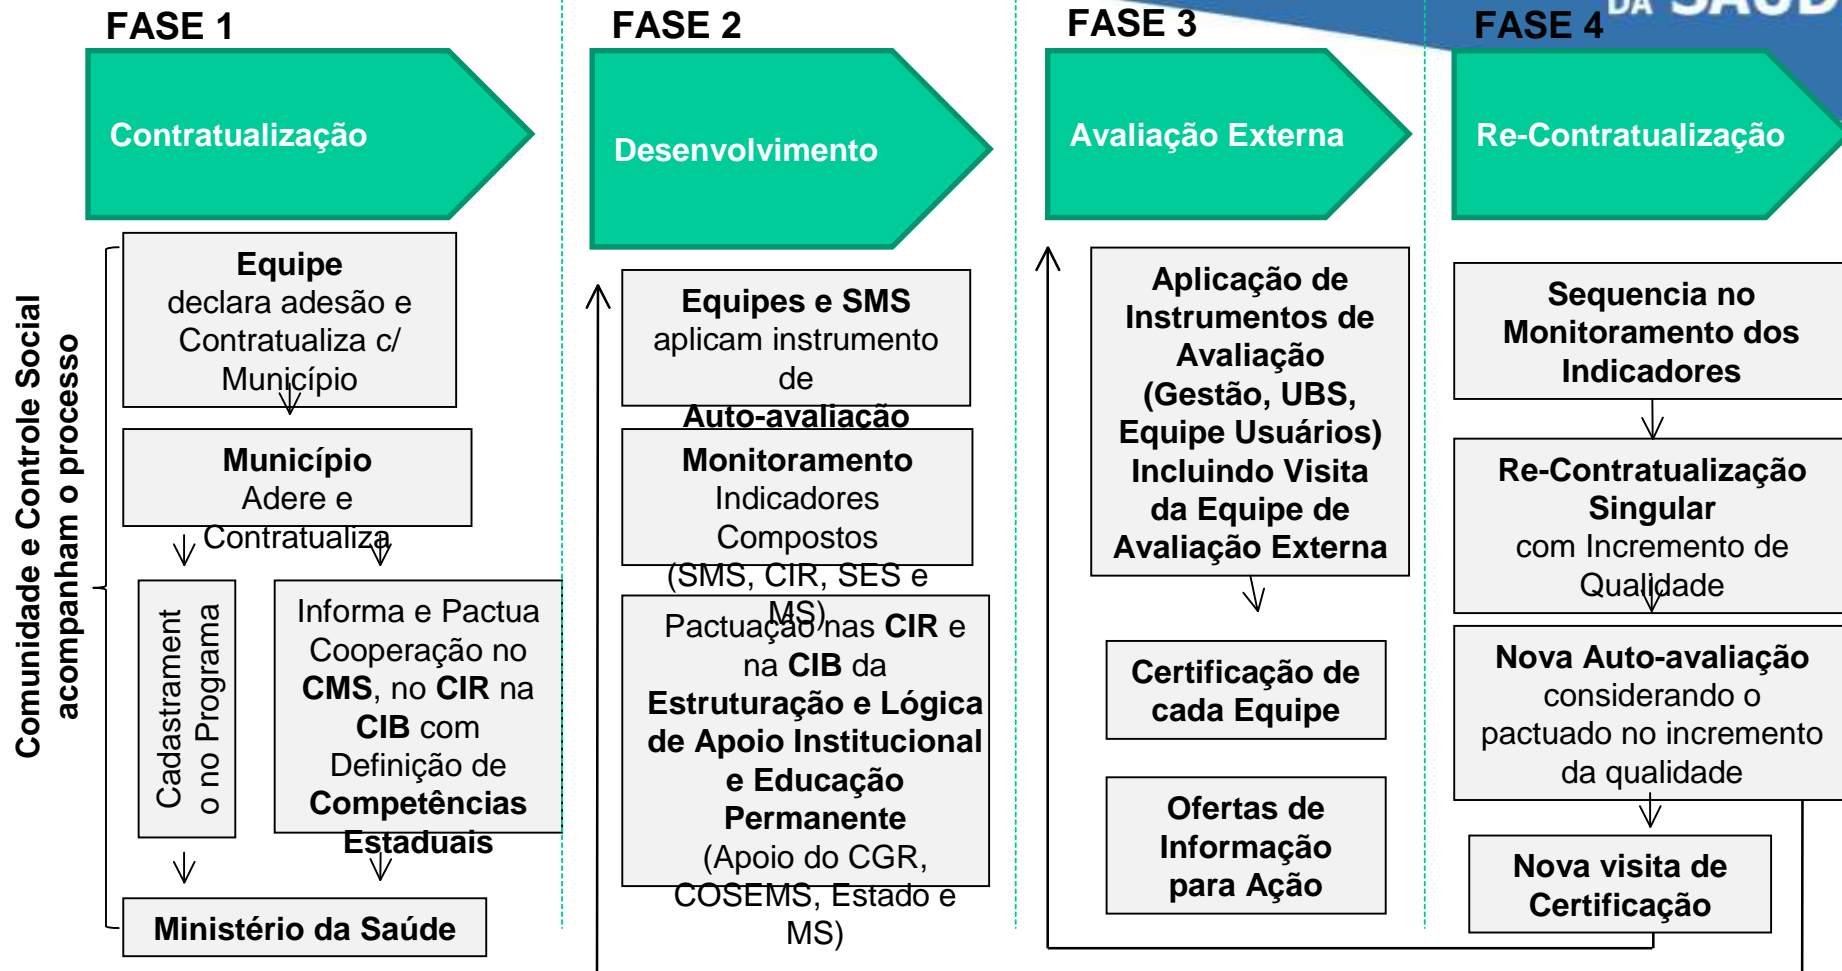 DA SAÚD
FASE 1
FASE 2
FASE 3
FASE 4
Contratualização
Desenvolvimento
Avaliação Externa
Re-Contratualização
Comunidade e Controle Social
acompanham o processo
Equipe
declara adesão e
Contratualiza c/
Município
Município
Adere e
Contratualiza
Cadastrament
o no Programa
Informa e Pactua
Cooperação no
CMS, no CIR na
CIB com
Definição de
Competências
Estaduais
Ministério da Saúde
Equipes e SMS
aplicam instrumento
de
Auto-avaliação
Monitoramento
Indicadores
Compostos
(SMS, CIR, SES e
MS)
Pactuação nas CIR e
na CIB da
Estruturação e Lógica
de Apoio Institucional
e Educação
Permanente
(Apoio do CGR,
COSEMS, Estado e
MS)
Aplicação de
Instrumentos de
Avaliação
(Gestão, UBS,
Equipe Usuários)
Incluindo Visita
da Equipe de
Avaliação Externa
Certificação de
cada Equipe
Ofertas de
Informação
para Ação
Sequencia no
Monitoramento dos
Indicadores
Re-Contratualização
Singular
com Incremento de
Qualidade
Nova Auto-avaliação
considerando o
pactuado no incremento
da qualidade
Nova visita de
Certificação